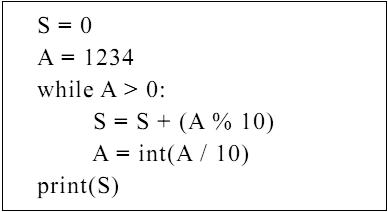 S = 0
A = 1234
while A > 0:
S = S + (A % 10)
A = int(A / 10)
print(S)